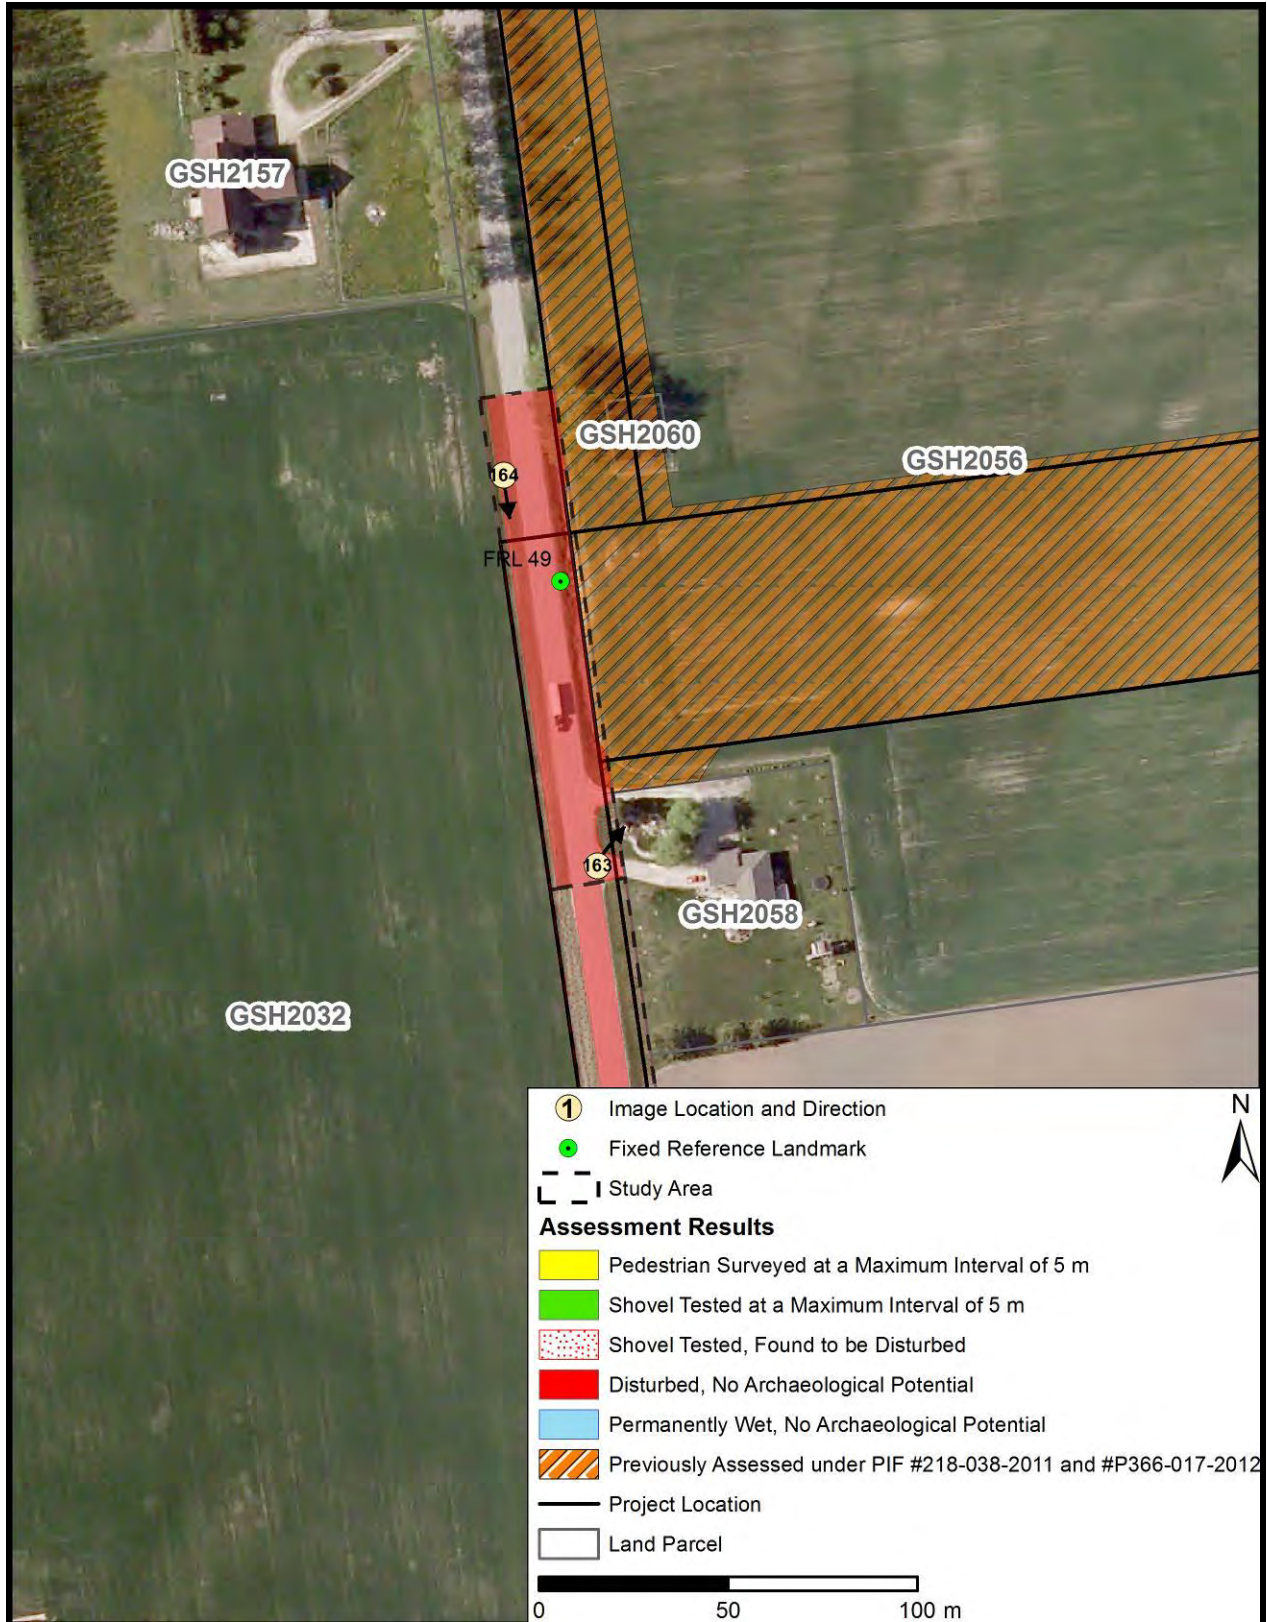 GSH2157
GSH2060
GSH2056
164
FRL 49
163
GSH2058
GSH2032
1 Image Location and Direction
N
Fixed Reference Landmark
Study Area
Assessment Results
Pedestrian Surveyed at a Maximum Interval of 5 m
Shovel Tested at a Maximum Interval of 5 m
Shovel Tested, Found to be Disturbed
Disturbed, No Archaeological Potential
Permanently Wet, No Archaeological Potential
Previously Assessed under PIF #218-038-2011 and #P366-017-2012
Project Location
Land Parcel
0 50 100 m